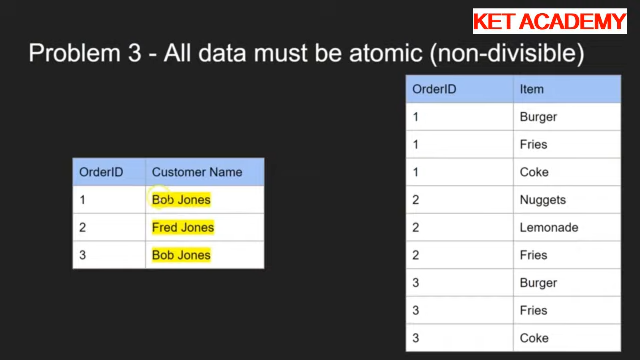 KET ACADEMY
Problem 3 - All data must be atomic (non-divisible)
OrderID Customer Name
1 Bob Jones
2 Fred Jones
3 Bob Jones
OrderID Item
1 Burger
1 Fries
1 Coke
2 Nuggets
2 Lemonade
2 Fries
3 Burger
3 Fries
3 Coke